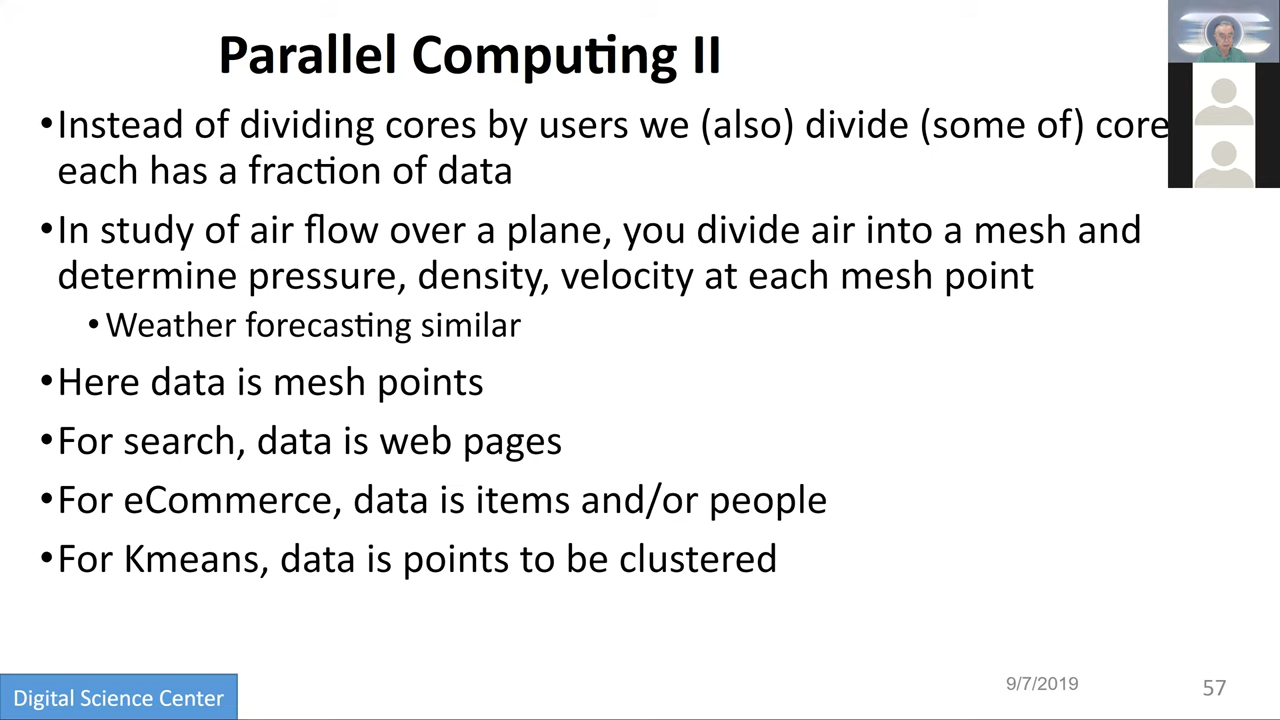 Parallel Computing II
•Instead of dividing cores by users we (also) divide (some of) core
each has a fraction of data
•In study of air flow over a plane, you divide air into a mesh and
determine pressure, density, velocity at each mesh point
•Weather forecasting similar
•Here data is mesh points
•For search, data is web pages
•For eCommerce, data is items and/or people
•For Kmeans, data is points to be clustered
Digital Science Center
9/7/2019
57